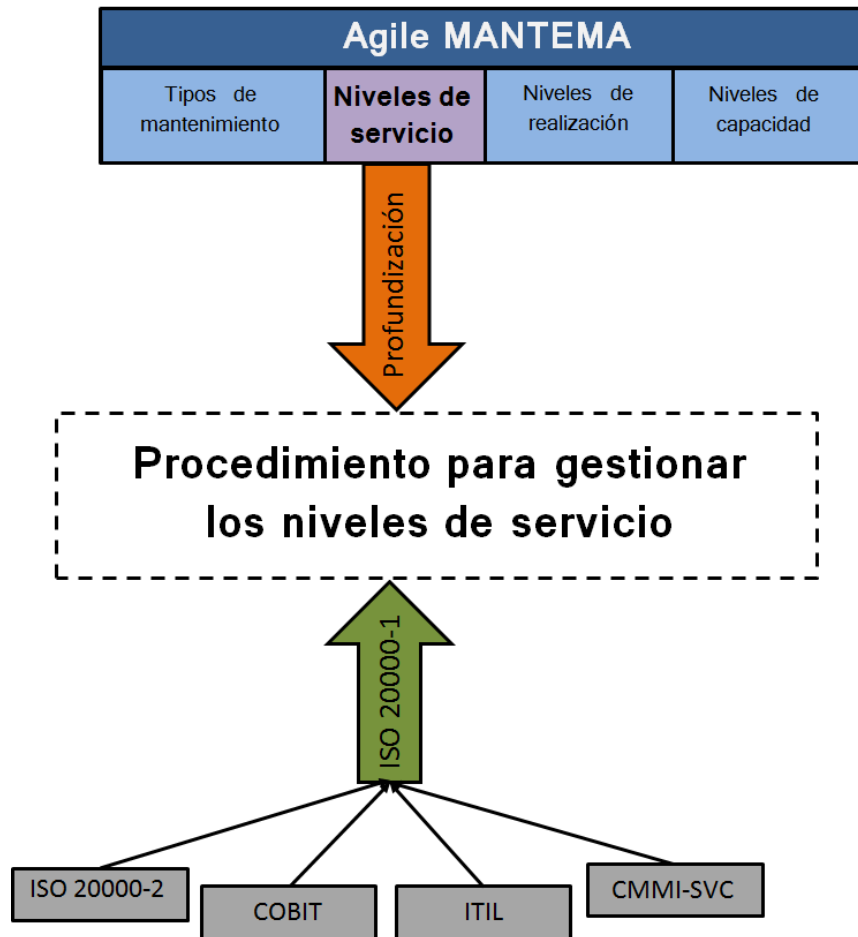 Agile MANTEMA
Tipos de
mantenimiento
Niveles de
servicio
Niveles de
realización
Niveles de
capacidad
Profundización
Procedimiento para gestionar
los niveles de servicio
ISO 20000-1
ISO 20000-2
COBIT
ITIL
CMMI-SVC